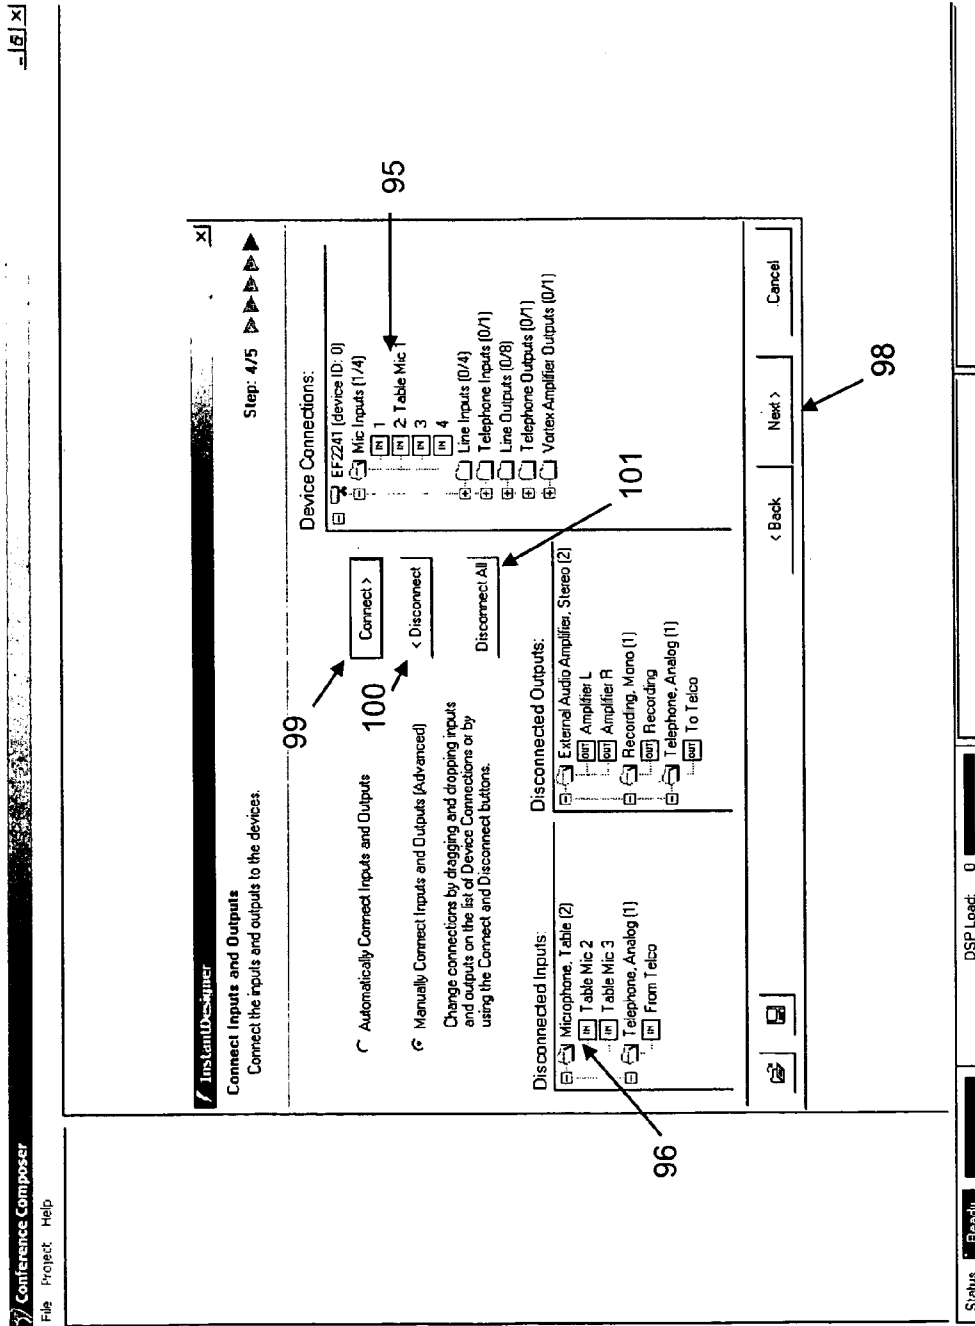 Conference Composer
File Project Help
InstantDesigner
Connect Inputs and Outputs
Step: 4/5
Connect the inputs and outputs to the devices.
Automatically Connect Inputs and Outputs
Manually Connect Inputs and Outputs (Advanced)
Change connections by dragging and dropping inputs
and outputs on the list of Device Connections or by
using the Connect and Disconnect buttons.
99
Connect >
100
< Disconnect
Disconnect All
101
Device Connections:
EF2241 (device ID: 0)
Mic Inputs (1/4)
IN 1
IN 2 Table Mic 1
IN 3
IN 4
Line Inputs (0/4)
Telephone Inputs (0/1)
Line Outputs (0/8)
Telephone Outputs (0/1)
Vortex Amplifier Outputs (0/1)
95
Disconnected Inputs:
Microphone, Table (2)
IN Table Mic 2
IN Table Mic 3
Telephone, Analog (1)
IN From Telco
96
Disconnected Outputs:
External Audio Amplifier, Stereo (2)
OUT Amplifier L
OUT Amplifier R
Recording, Mono (1)
OUT Recording
Telephone, Analog (1)
OUT To Telco
< Back
Next >
Cancel
98
Status
Ready
DSP Load:
0